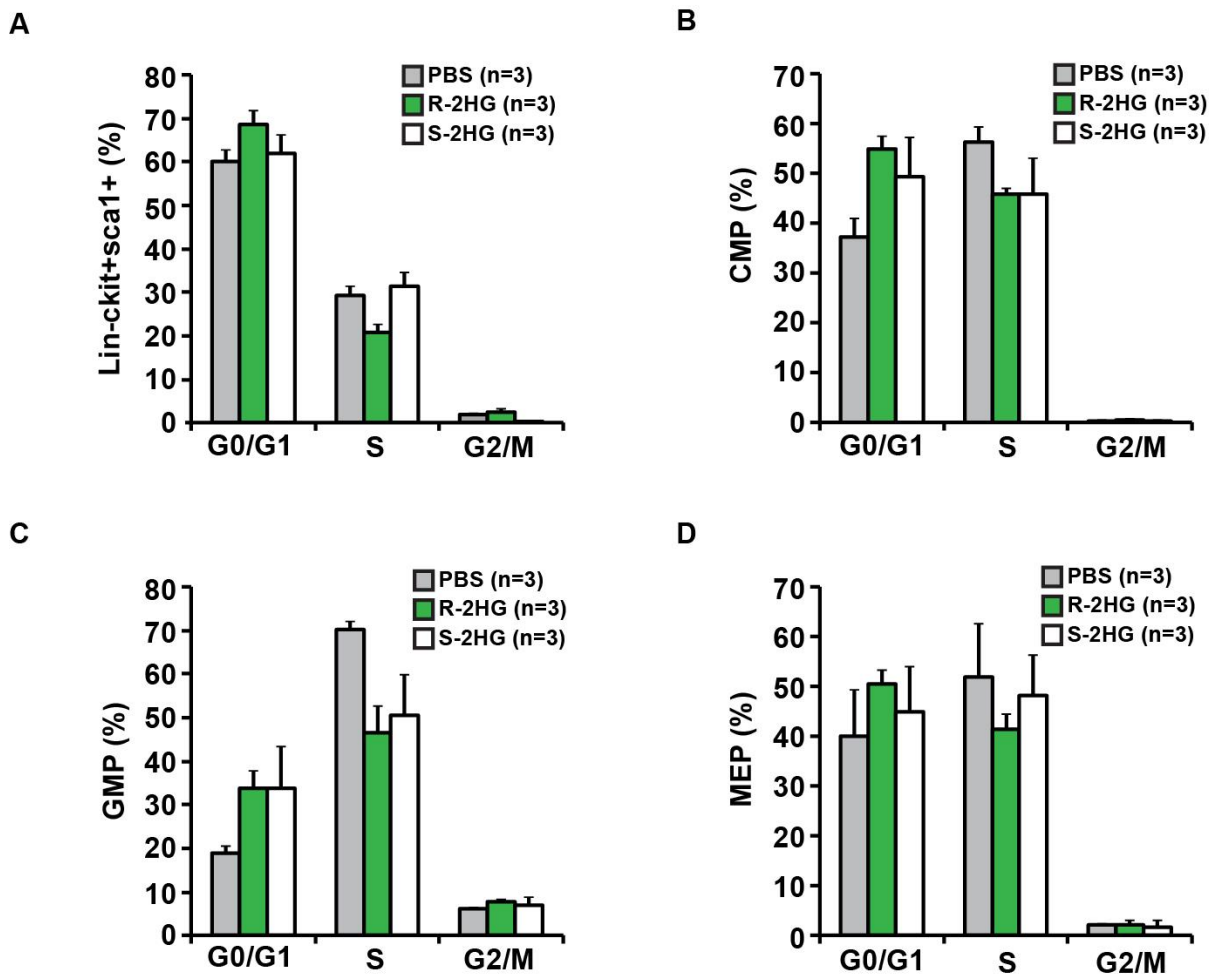 A
PBS (n=3)
R-2HG (n=3)
S-2HG (n=3)
Lin-ckit+sca1+ (%)
80
70
60
50
40
30
20
10
0
G0/G1
S
G2/M
B
PBS (n=3)
R-2HG (n=3)
S-2HG (n=3)
CMP (%)
70
60
50
40
30
20
10
0
G0/G1
S
G2/M
C
PBS (n=3)
R-2HG (n=3)
S-2HG (n=3)
GMP (%)
80
70
60
50
40
30
20
10
0
G0/G1
S
G2/M
D
PBS (n=3)
R-2HG (n=3)
S-2HG (n=3)
MEP (%)
70
60
50
40
30
20
10
0
G0/G1
S
G2/M